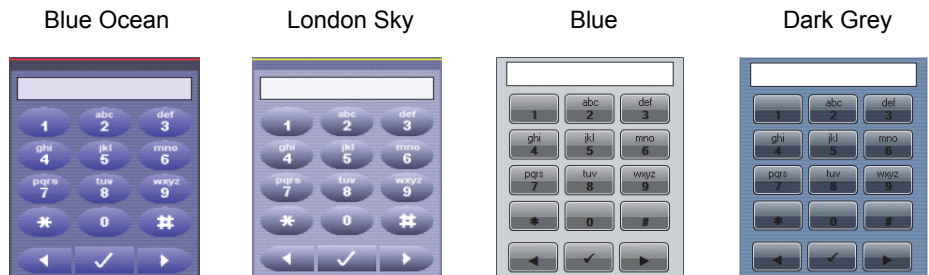 Blue Ocean London Sky Blue Dark Grey
1 abc 2 def 3
ghi 4 jkl 5 mno 6
pqrs 7 tuv 8 wxyz 9
* 0 #
1 abc 2 def 3
ghi 4 jkl 5 mno 6
pqrs 7 tuv 8 wxyz 9
* 0 #
1 abc 2 def 3
ghi 4 jkl 5 mno 6
pqrs 7 tuv 8 wxyz 9
* 0 #
1 abc 2 def 3
ghi 4 jkl 5 mno 6
pqrs 7 tuv 8 wxyz 9
* 0 #